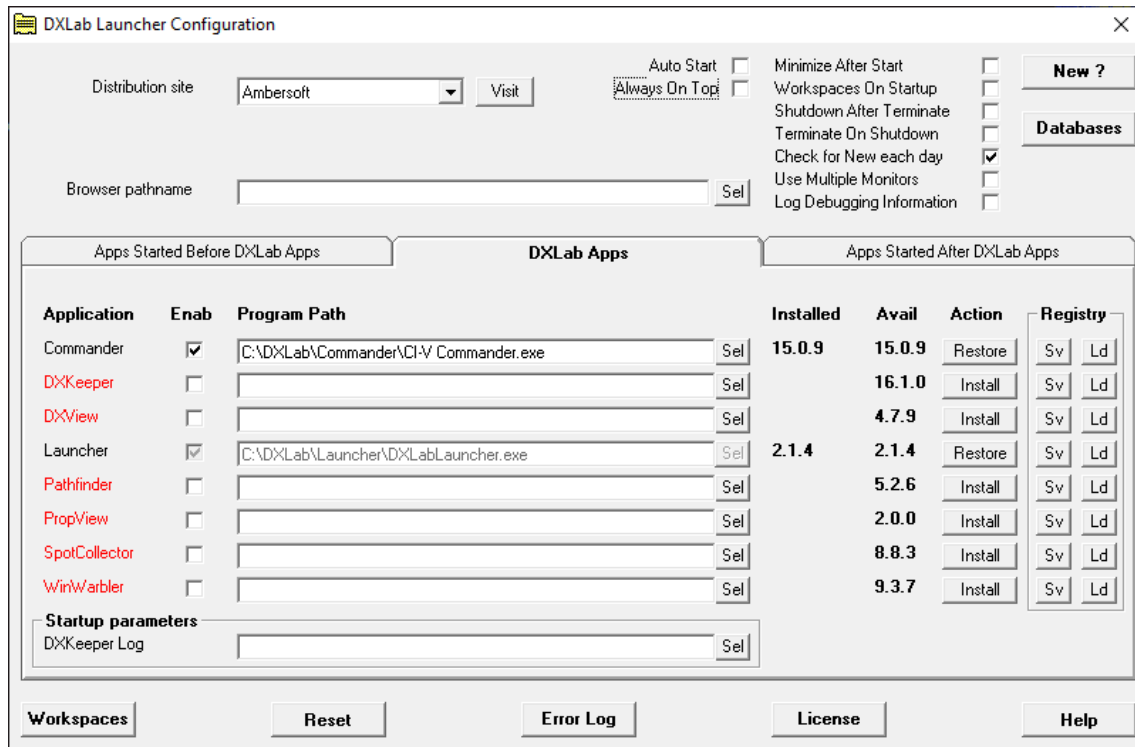 DXLab Launcher Configuration
Distribution site Ambersoft Visit
Auto Start
Always On Top
Minimize After Start
Workspaces On Startup
Shutdown After Terminate
Terminate On Shutdown
Check for New each day
Use Multiple Monitors
Log Debugging Information
New ?
Databases
Browser pathname Sel
Apps Started Before DXLab Apps DXLab Apps Apps Started After DXLab Apps
Application Enab Program Path Installed Avail Action Registry
Commander C:\DXLab\Commander\CI-V Commander.exe Sel 15.0.9 15.0.9 Restore Sv Ld
DXKeeper Sel 16.1.0 Install Sv Ld
DXView Sel 4.7.9 Install Sv Ld
Launcher C:\DXLab\Launcher\DXLabLauncher.exe Sel 2.1.4 2.1.4 Restore Sv Ld
Pathfinder Sel 5.2.6 Install Sv Ld
PropView Sel 2.0.0 Install Sv Ld
SpotCollector Sel 8.8.3 Install Sv Ld
WinWarbler Sel 9.3.7 Install Sv Ld
Startup parameters
DXKeeper Log Sel
Workspaces Reset Error Log License Help